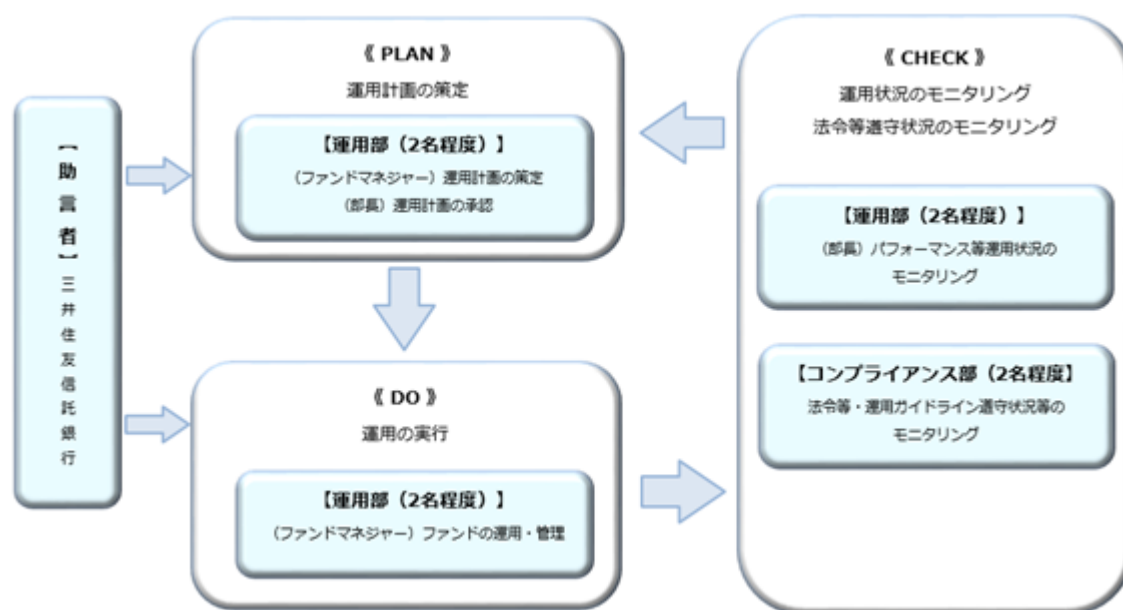 《 PLAN 》
運用計画の策定
【運用部（2名程度）】
（ファンドマネジャー）運用計画の策定
（部長）運用計画の承認
【助言者】三井住友信託銀行
《 DO 》
運用の実行
【運用部（2名程度）】
（ファンドマネジャー）ファンドの運用・管理
《 CHECK 》
運用状況のモニタリング
法令等遵守状況のモニタリング
【運用部（2名程度）】
（部長）パフォーマンス等運用状況の
モニタリング
【コンプライアンス部（2名程度】
法令等・運用ガイドライン遵守状況等の
モニタリング